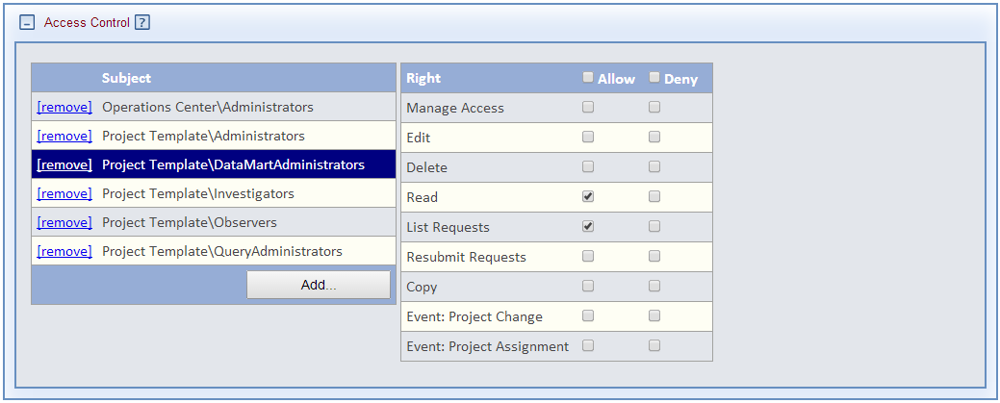 Access Control ?
Subject
[remove] Operations Center\Administrators
[remove] Project Template\Administrators
[remove] Project Template\DataMartAdministrators
[remove] Project Template\Investigators
[remove] Project Template\Observers
[remove] Project Template\QueryAdministrators
Add...
Right Allow Deny
Manage Access
Edit
Delete
Read
List Requests
Resubmit Requests
Copy
Event: Project Change
Event: Project Assignment